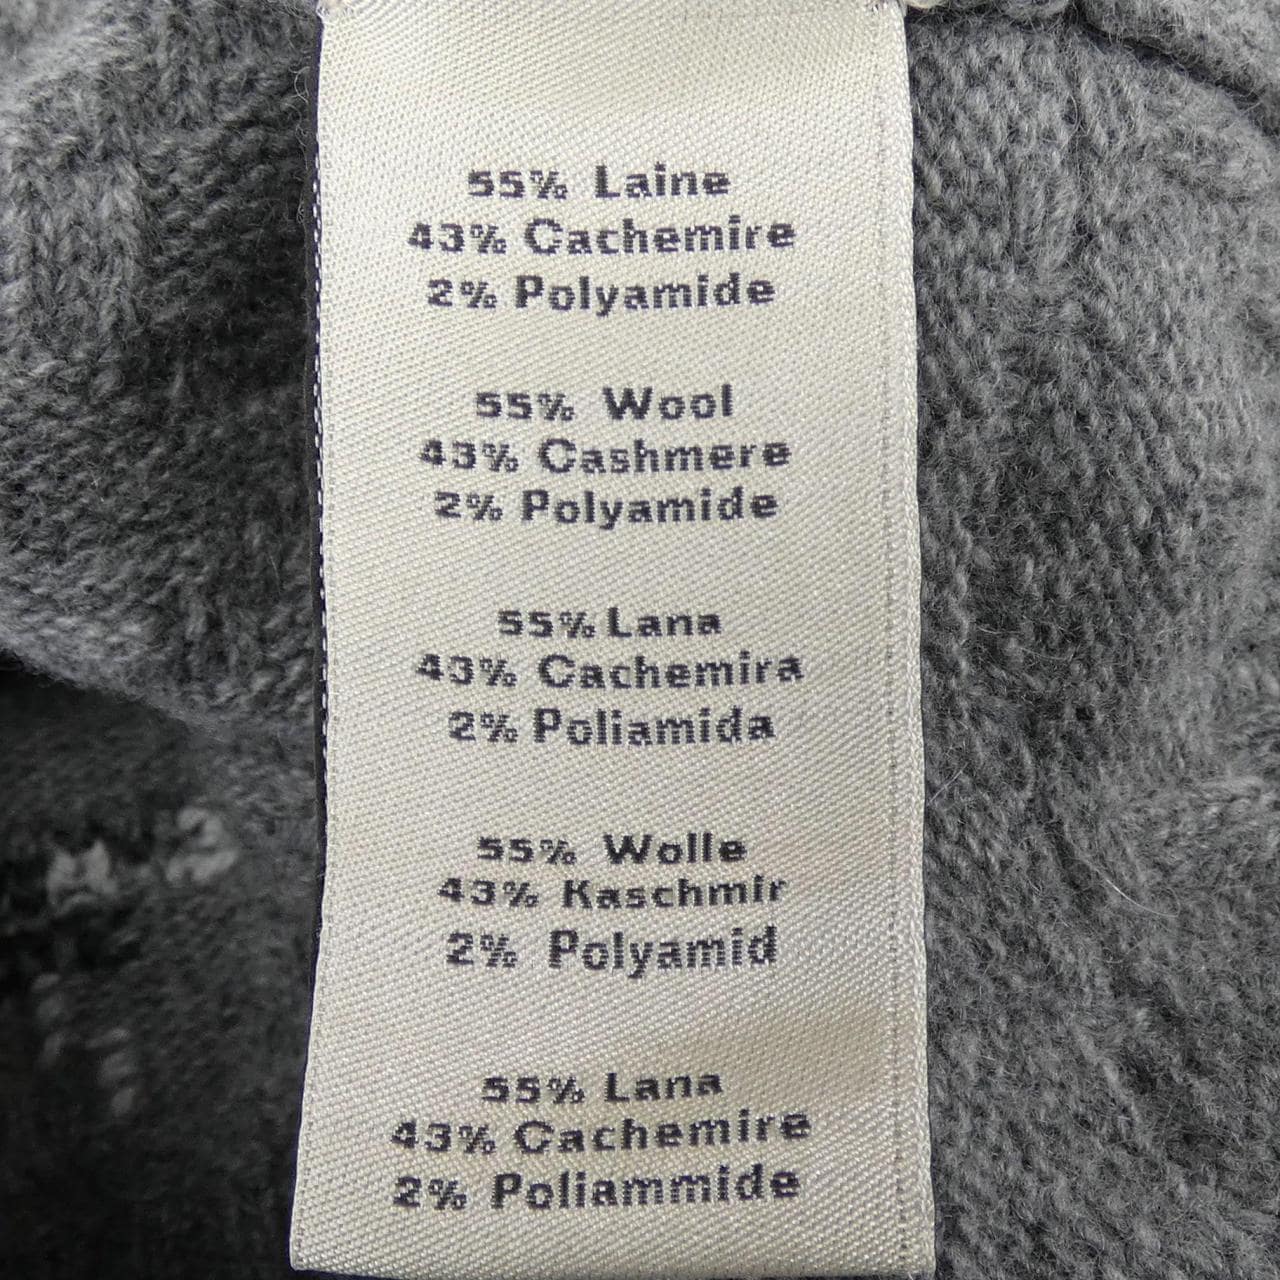 55% Laine
43% Cachemire
2% Polyamide
55% Wool
43% Cashmere
2% Polyamide
55% Lana
43% Cachemira
2% Poliamida
55% Wolle
43% Kaschmir
2% Polyamid
55% Lana
43% Cachemire
2% Poliammide